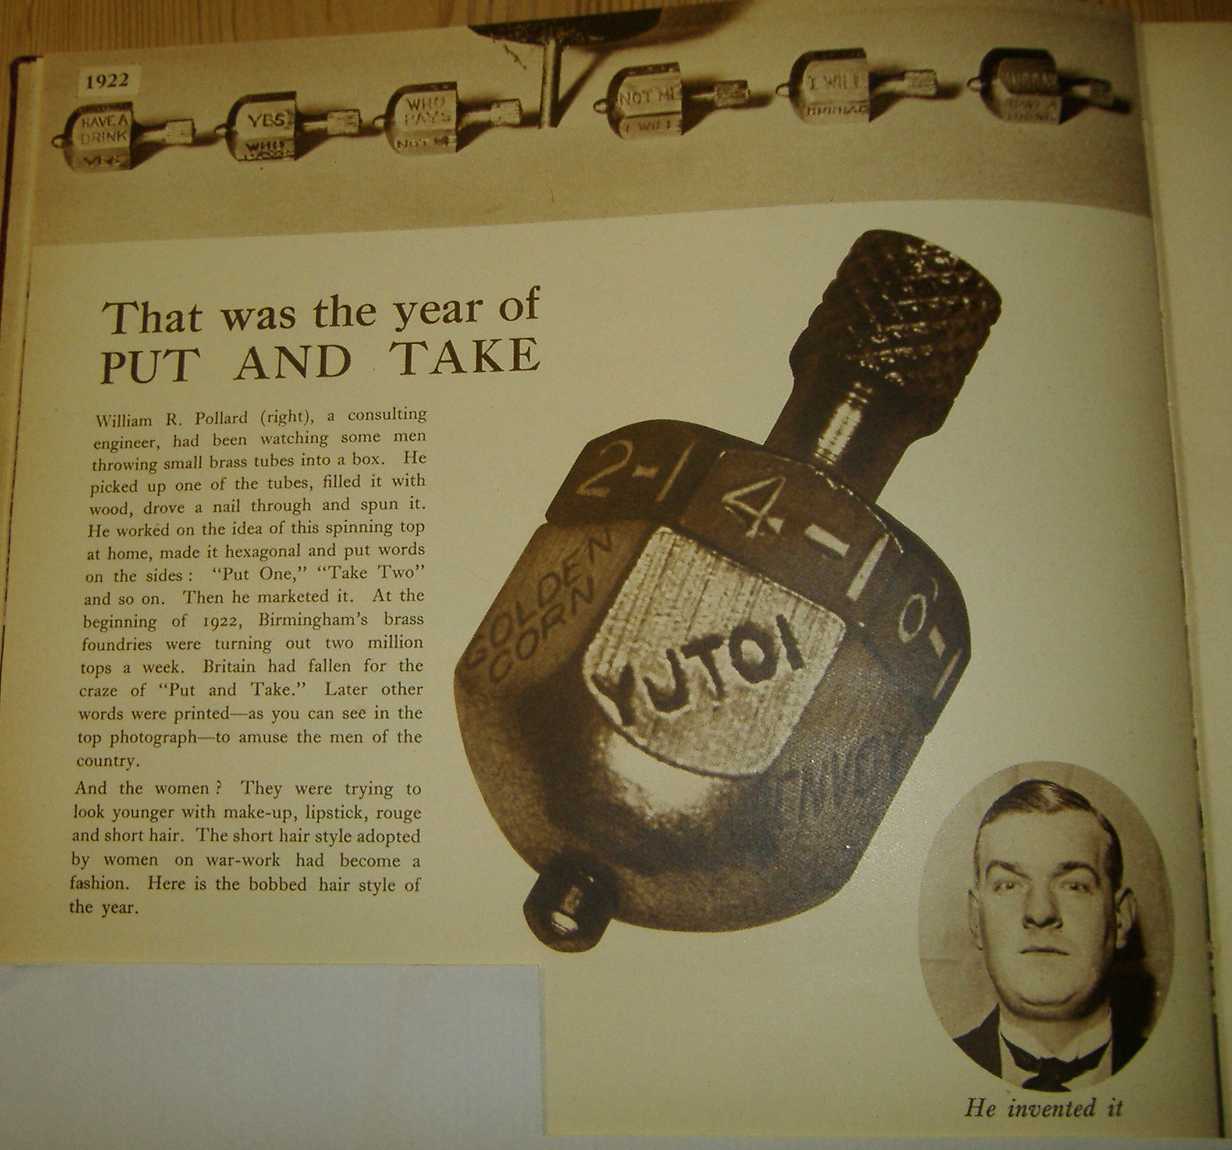 1922
HAVE A
DRINK
YES
YES
WHO
WHO
PAYS
NOT ME
NOT ME
I WILL
I WILL
HURRAH
HAVE A
That was the year of
PUT AND TAKE
William R. Pollard (right), a consulting
engineer, had been watching some men
throwing small brass tubes into a box. He
picked up one of the tubes, filled it with
wood, drove a nail through and spun it.
He worked on the idea of this spinning top
at home, made it hexagonal and put words
on the sides : “Put One,” “Take Two”
and so on. Then he marketed it. At the
beginning of 1922, Birmingham’s brass
foundries were turning out two million
tops a week. Britain had fallen for the
craze of “Put and Take.” Later other
words were printed—as you can see in the
top photograph—to amuse the men of the
country.
And the women ? They were trying to
look younger with make-up, lipstick, rouge
and short hair. The short hair style adopted
by women on war-work had become a
fashion. Here is the bobbed hair style of
the year.
2-1
4-1
GOLDEN
CORN
YUTOI
He invented it